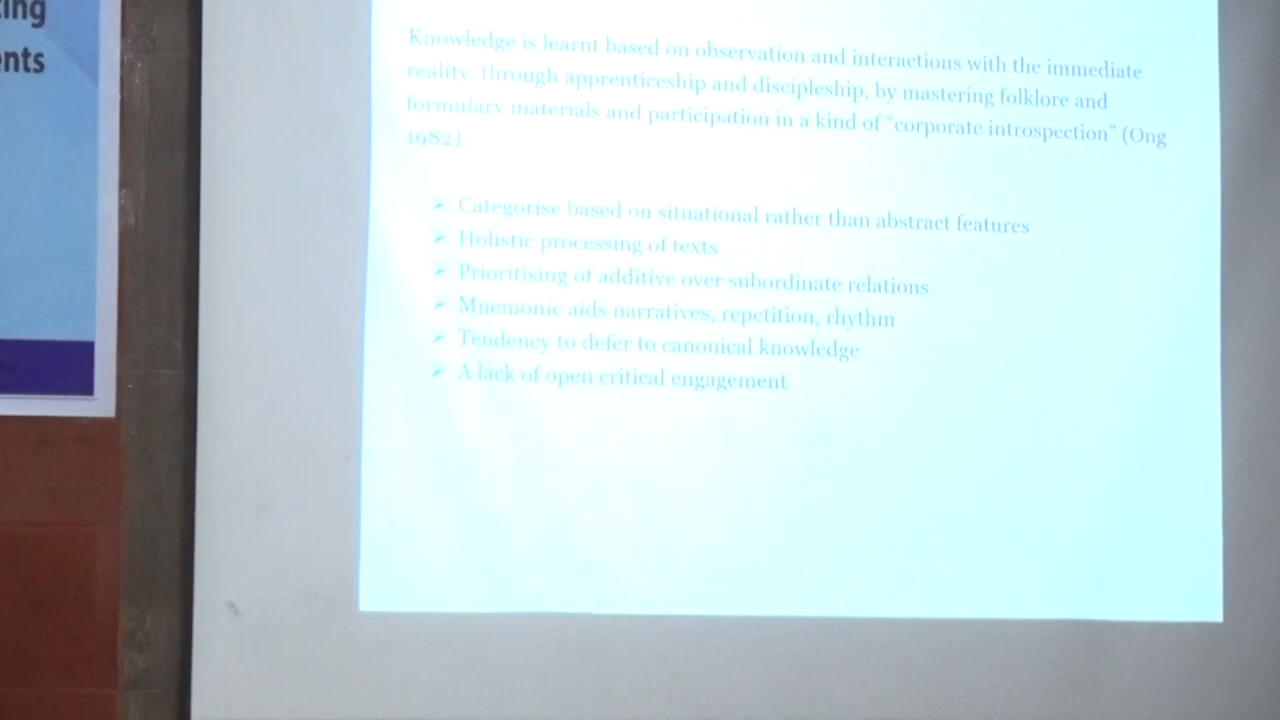 ing
nts
Knowledge is learnt based on observation and interactions with the immediate
reality, through apprenticeship and discipleship, by mastering folklore and
formulary materials and participation in a kind of “corporate introspection” (Ong
1982).
➢ Categorise based on situational rather than abstract features
➢ Holistic processing of texts
➢ Prioritising of additive over subordinate relations
➢ Mnemonic aids narratives, repetition, rhythm
➢ Tendency to defer to canonical knowledge
➢ A lack of open critical engagement